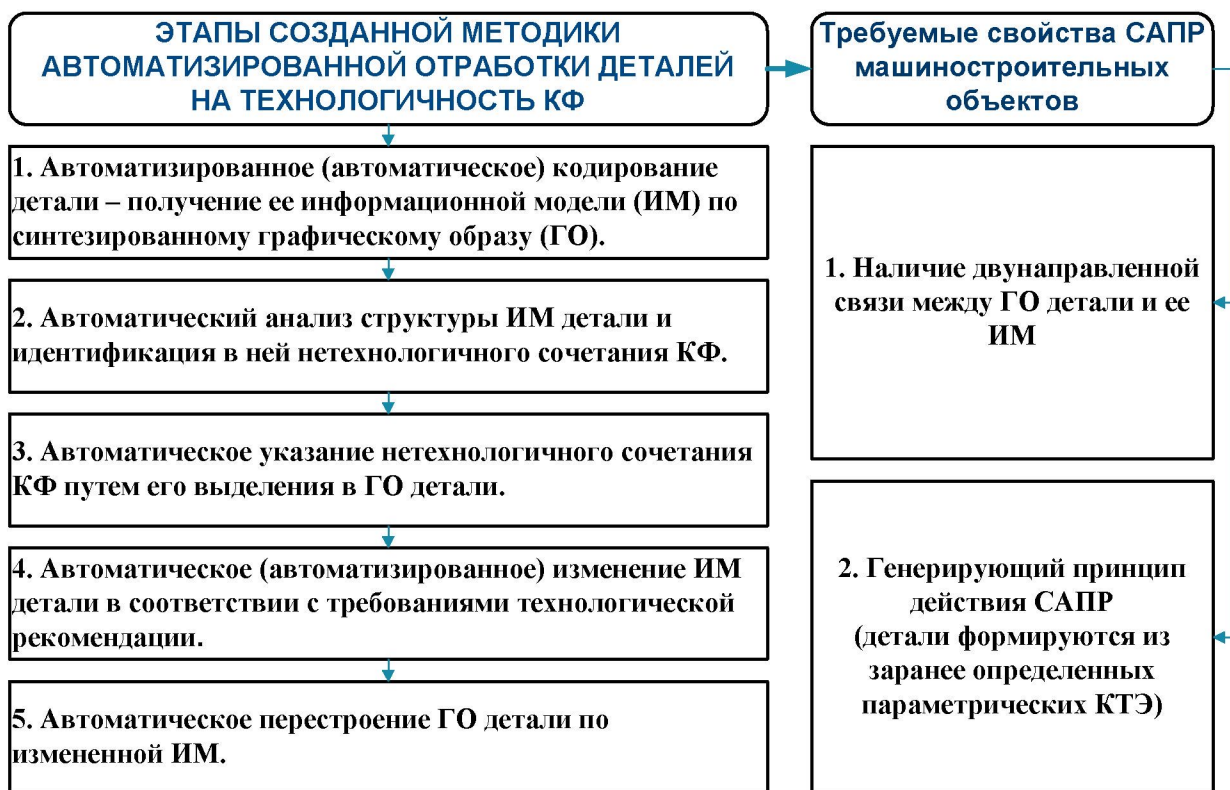 ЭТАПЫ СОЗДАННОЙ МЕТОДИКИ
АВТОМАТИЗИРОВАННОЙ ОТРАБОТКИ ДЕТАЛЕЙ
НА ТЕХНОЛОГИЧНОСТЬ КФ
1. Автоматизированное (автоматическое) кодирование
детали – получение ее информационной модели (ИМ) по
синтезированному графическому образу (ГО).
2. Автоматический анализ структуры ИМ детали и
идентификация в ней нетехнологичного сочетания КФ.
3. Автоматическое указание нетехнологичного сочетания
КФ путем его выделения в ГО детали.
4. Автоматическое (автоматизированное) изменение ИМ
детали в соответствии с требованиями технологической
рекомендации.
5. Автоматическое перестроение ГО детали по
измененной ИМ.
Требуемые свойства САПР
машиностроительных
объектов
1. Наличие двунаправленной
связи между ГО детали и ее
ИМ
2. Генерирующий принцип
действия САПР
(детали формируются из
заранее определенных
параметрических КТЭ)